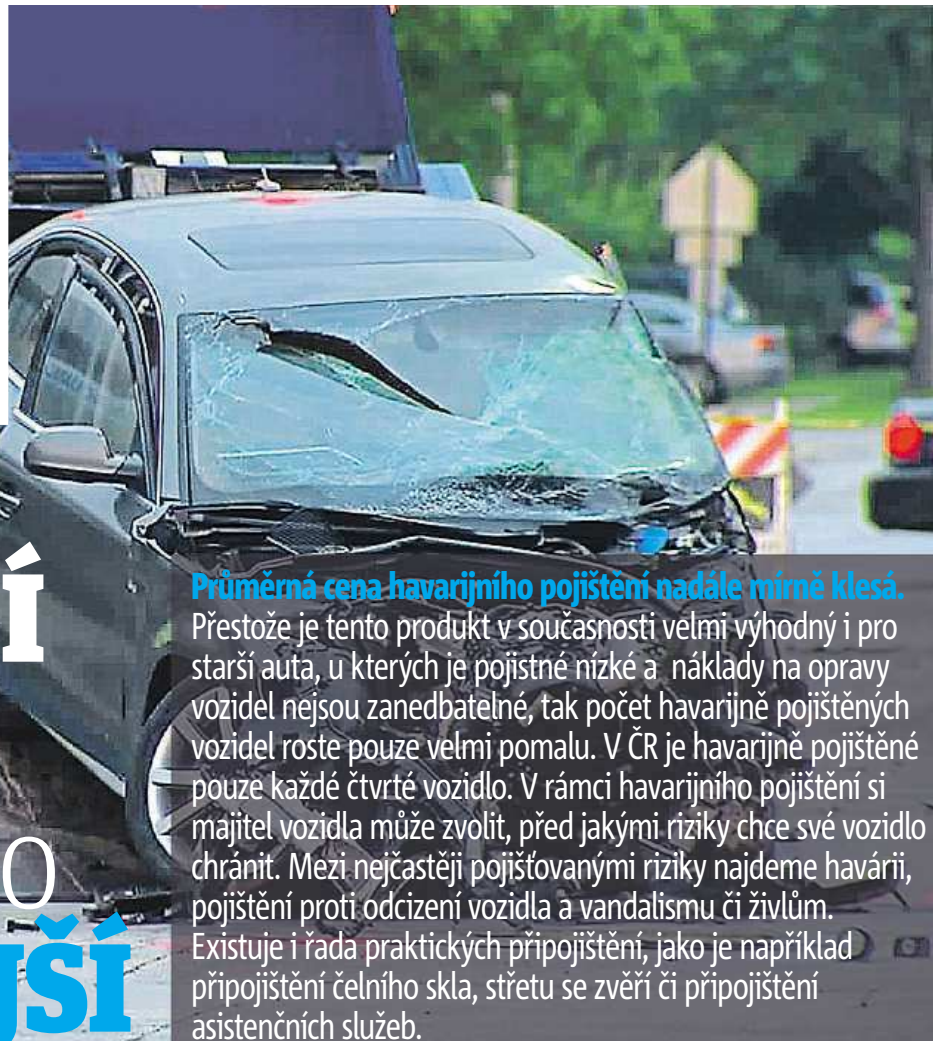 Í
O
JŠÍ
Průměrná cena havarijního pojištění nadále mírně klesá.
Přestože je tento produkt v současnosti velmi výhodný i pro
starší auta, u kterých je pojistné nízké a náklady na opravy
vozidel nejsou zanedbatelné, tak počet havarijně pojištěných
vozidel roste pouze velmi pomalu. V ČR je havarijně pojištěné
pouze každé čtvrté vozidlo. V rámci havarijního pojištění si
majitel vozidla může zvolit, před jakými riziky chce své vozidlo
chránit. Mezi nejčastěji pojišťovanými riziky najdeme havárii,
pojištění proti odcizení vozidla a vandalismu či živlům.
Existuje i řada praktických připojištění, jako je například
připojištění čelního skla, střetu se zvěří či připojištění
asistenčních služeb.